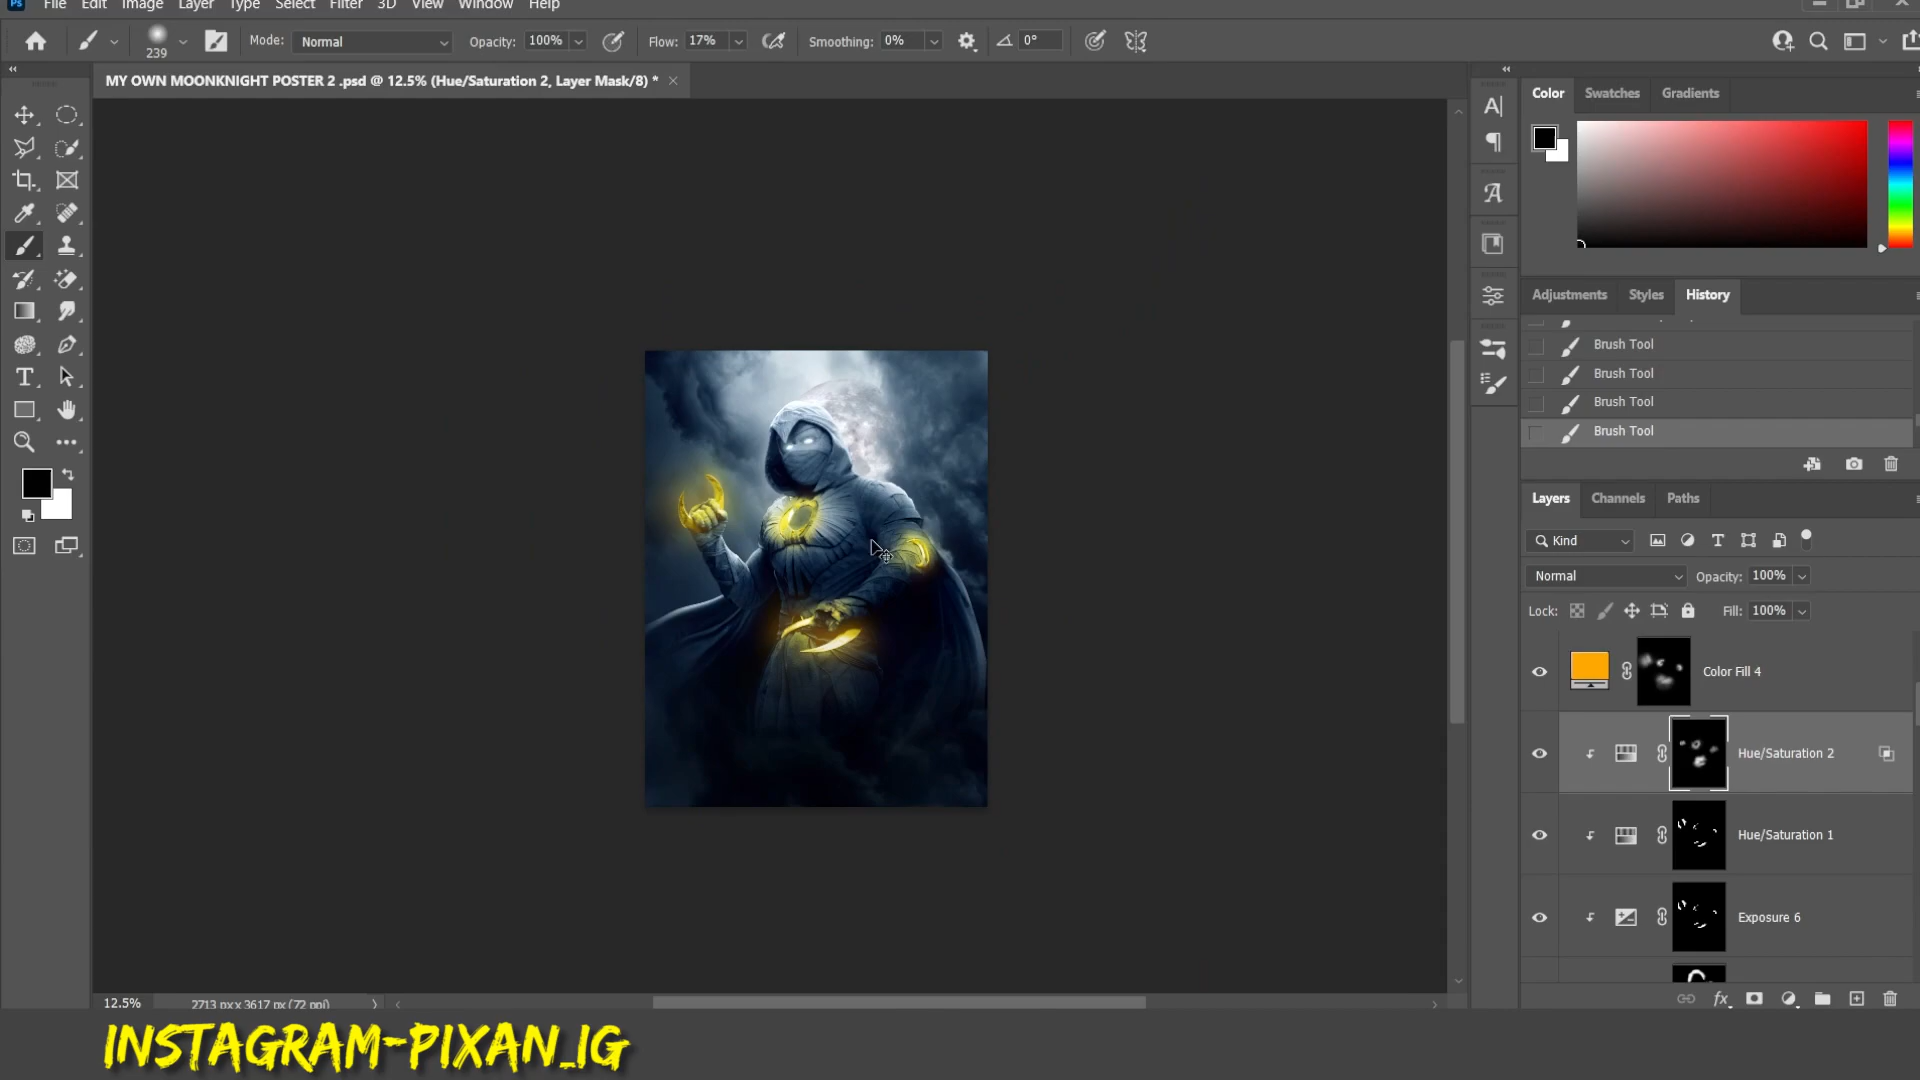 Ps File Edit Image Layer Type Select Filter 3D View Window Help
239 Mode: Normal Opacity: 100% Flow: 17% Smoothing: 0% 0°
MY OWN MOONKNIGHT POSTER 2 .psd @ 12.5% (Hue/Saturation 2, Layer Mask/8) * ×
Color Swatches Gradients
Adjustments Styles History
Brush Tool
Brush Tool
Brush Tool
Brush Tool
Layers Channels Paths
Kind
Normal Opacity: 100%
Lock: Fill: 100%
Color Fill 4
Hue/Saturation 2
Hue/Saturation 1
Exposure 6
12.5% 2713 px x 3617 px (72 ppi)
INSTAGRAM-PIXAN_IG